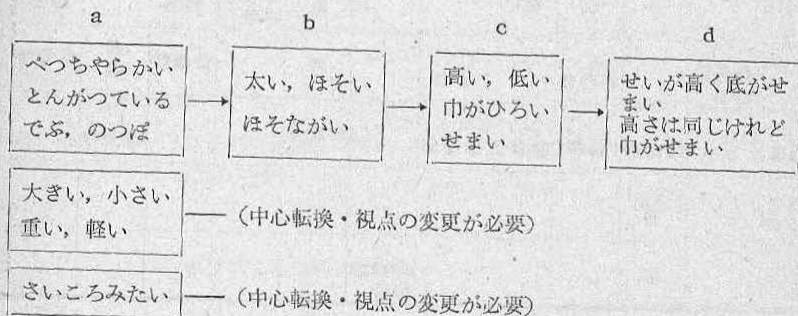 a
b
c
d
ぺつちやらかい
とんがつている
でぶ，のつぽ
太い，ほそい
ほそながい
高い，低い
巾がひろい
せまい
せいが高く底がせ
まい
高さは同じけれど
巾がせまい
大きい，小さい
重い，軽い
（中心転換・視点の変更が必要）
さいころみたい
（中心転換・視点の変更が必要）